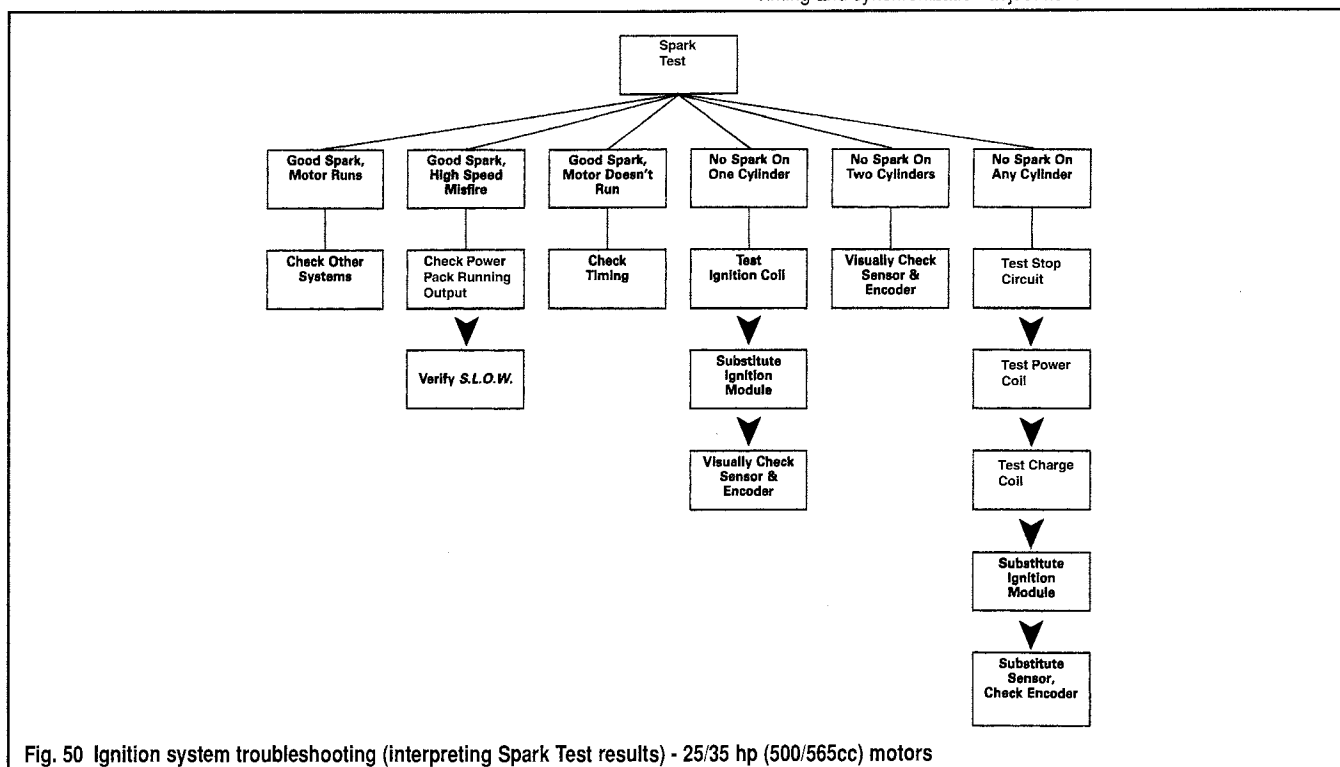 Spark
Test
Good Spark,
Motor Runs
Good Spark,
High Speed
Misfire
Good Spark,
Motor Doesn't
Run
No Spark On
One Cylinder
No Spark On
Two Cylinders
No Spark On
Any Cylinder
Check Other
Systems
Check Power
Pack Running
Output
Check
Timing
Test
Ignition Coil
Visually Check
Sensor &
Encoder
Test Stop
Circuit
Verify S.L.O.W.
Substitute
Ignition
Module
Test Power
Coil
Visually Check
Sensor &
Encoder
Test Charge
Coil
Substitute
Ignition
Module
Substitute
Sensor,
Check Encoder
Fig. 50 Ignition system troubleshooting (interpreting Spark Test results) - 25/35 hp (500/565cc) motors